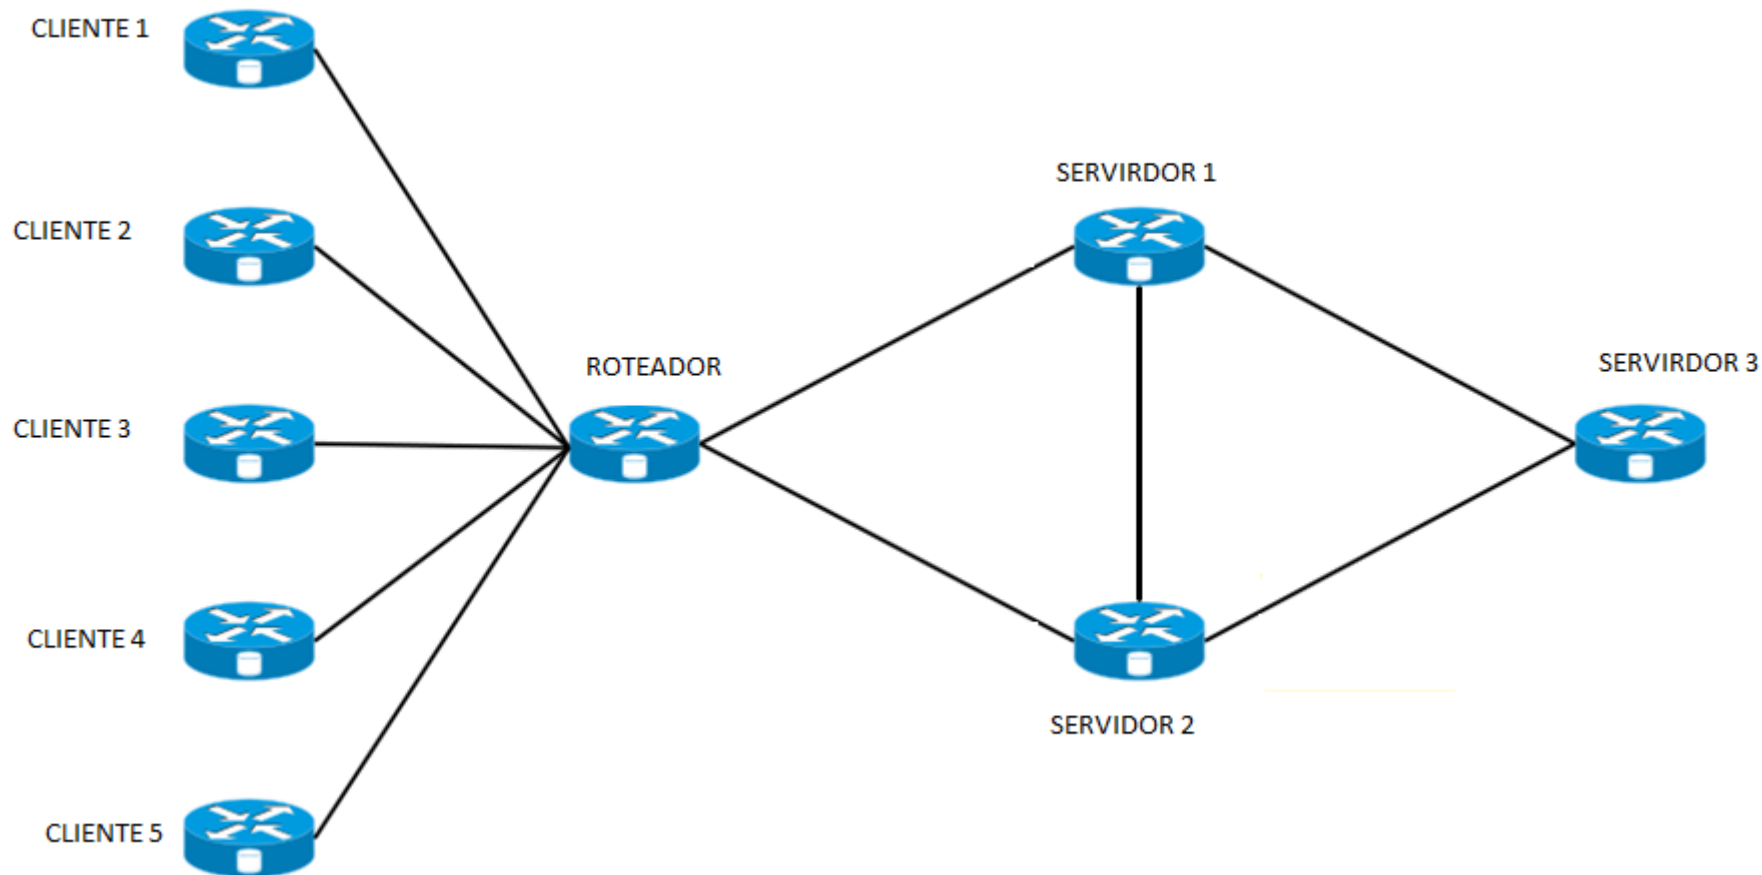 CLIENTE 1
CLIENTE 2
CLIENTE 3
CLIENTE 4
CLIENTE 5
ROTEADOR
SERVIRDOR 1
SERVIDOR 2
SERVIRDOR 3